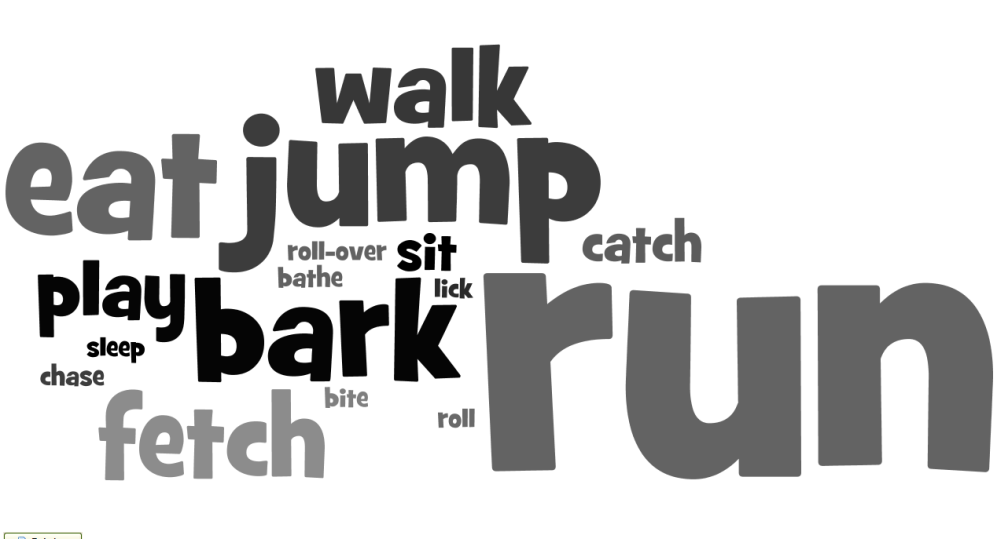 walk
eat jump
catch
roll-over sit
bathe
lick
play bark run
sleep
chase
bite
fetch
roll